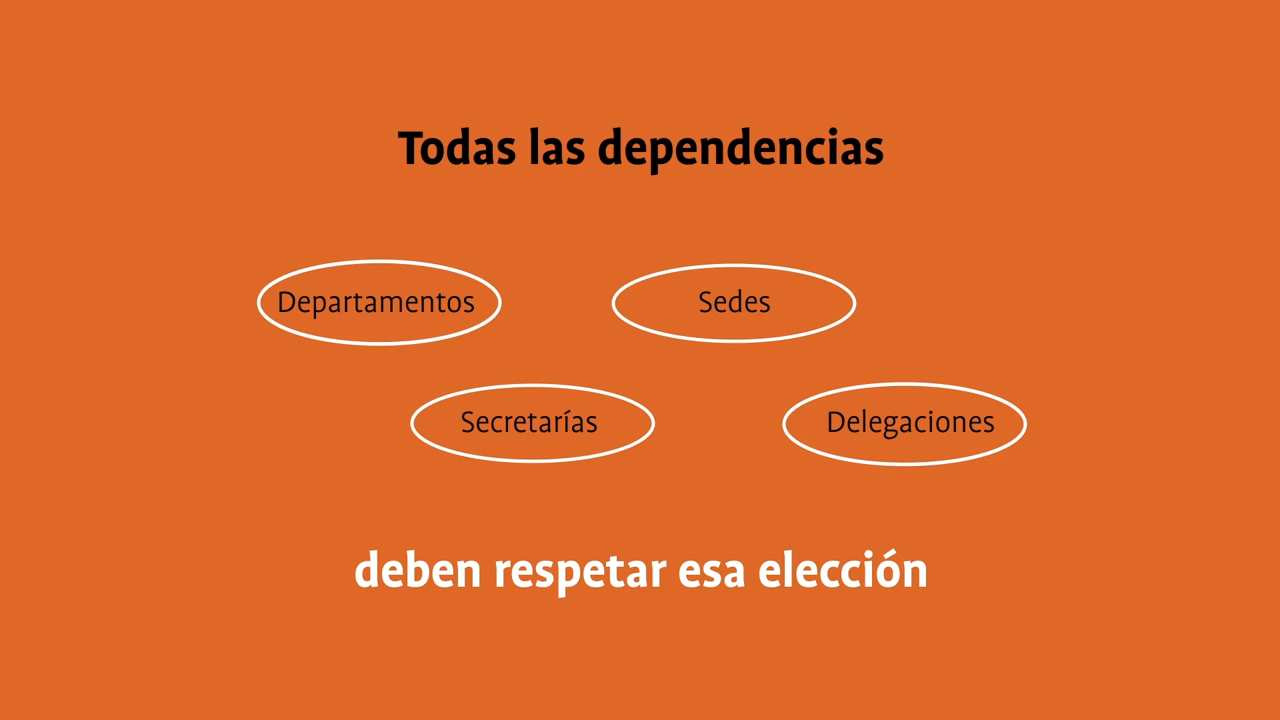 Todas las dependencias
Departamentos
Sedes
Secretarías
Delegaciones
deben respetar esa elección